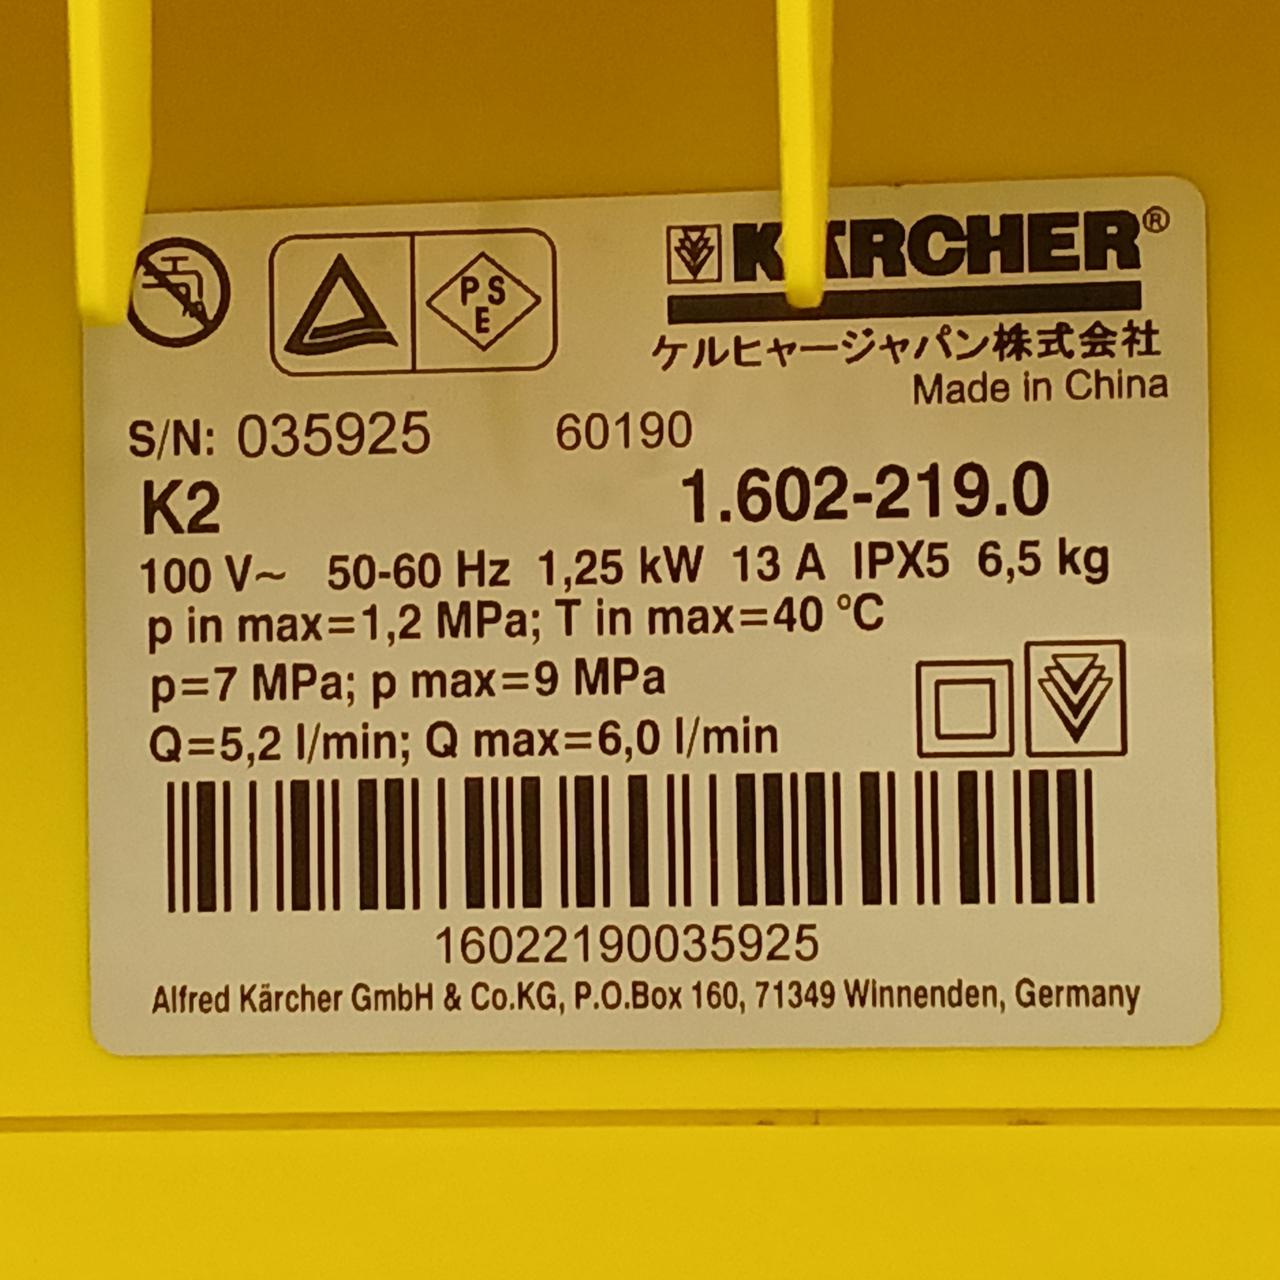 PSE
KÄRCHER®
ケルヒャージャパン株式会社
Made in China
S/N: 035925 60190
K2 1.602-219.0
100 V~ 50-60 Hz 1,25 kW 13 A IPX5 6,5 kg
p in max=1,2 MPa; T in max=40 °C
p=7 MPa; p max=9 MPa
Q=5,2 l/min; Q max=6,0 l/min
16022190035925
Alfred Kärcher GmbH & Co.KG, P.O.Box 160, 71349 Winnenden, Germany